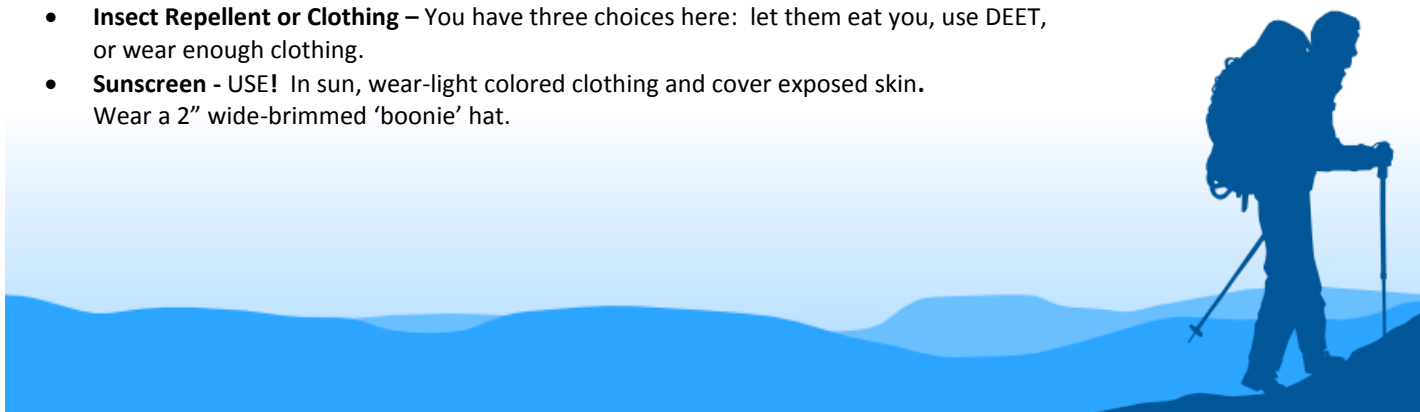 • Insect Repellent or Clothing – You have three choices here: let them eat you, use DEET,
or wear enough clothing.
• Sunscreen - USE! In sun, wear-light colored clothing and cover exposed skin.
Wear a 2” wide-brimmed ‘boonie’ hat.